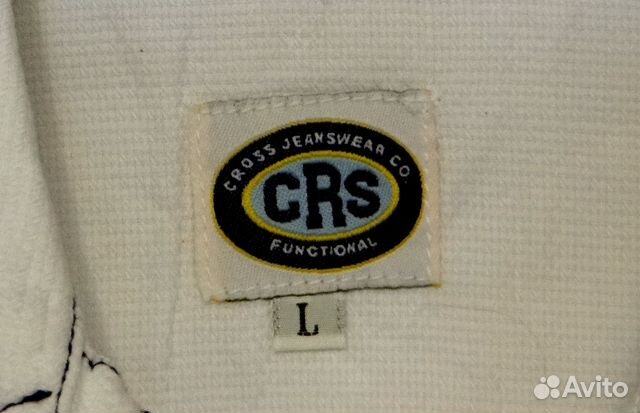 CROSS JEANSWEAR CO.
CRS
FUNCTIONAL
L
Avito